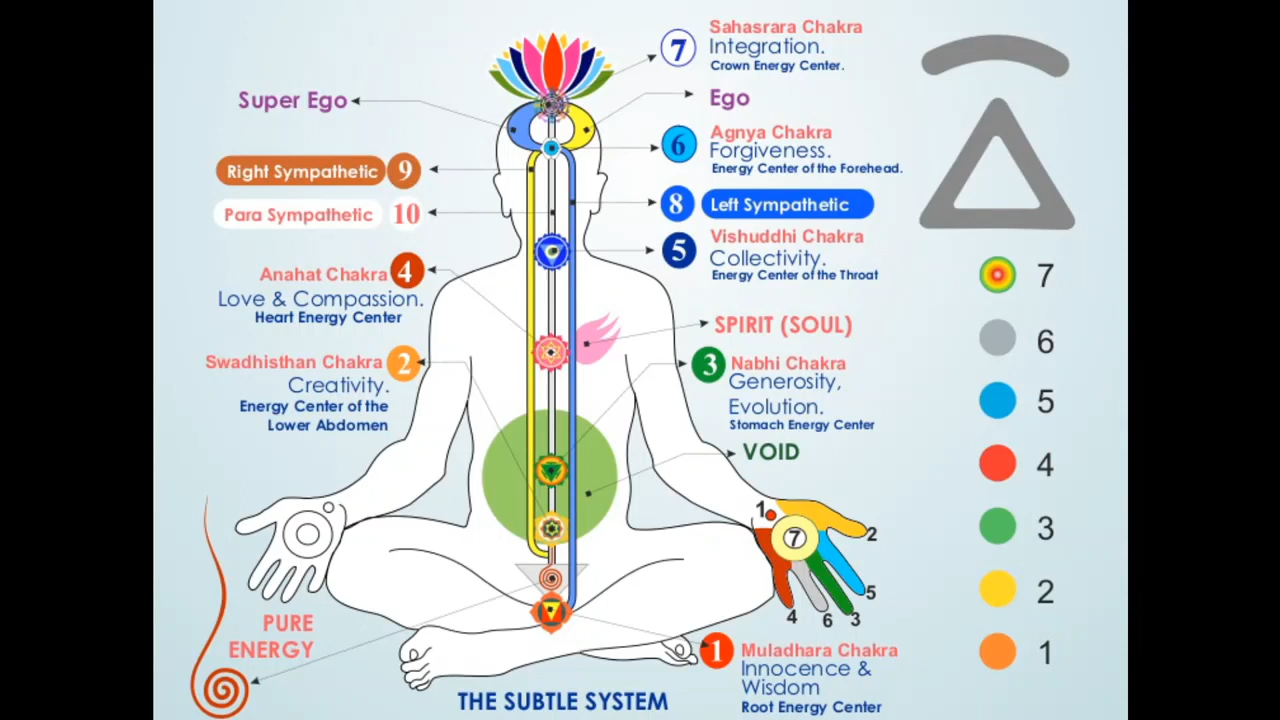 7
Sahasrara Chakra
Integration.
Crown Energy Center.
Super Ego
Ego
6
Agnya Chakra
Forgiveness.
Energy Center of the Forehead.
Right Sympathetic 9
8 Left Sympathetic
Para Sympathetic 10
5
Vishuddhi Chakra
Collectivity.
Energy Center of the Throat
Anahat Chakra 4
Love & Compassion.
Heart Energy Center
SPIRIT (SOUL)
Swadhisthan Chakra 2
Creativity.
Energy Center of the
Lower Abdomen
3 Nabhi Chakra
Generosity,
Evolution.
Stomach Energy Center
VOID
1
2
7
5
4
6
3
PURE
ENERGY
1 Muladhara Chakra
Innocence &
Wisdom
Root Energy Center
THE SUBTLE SYSTEM
7
6
5
4
3
2
1